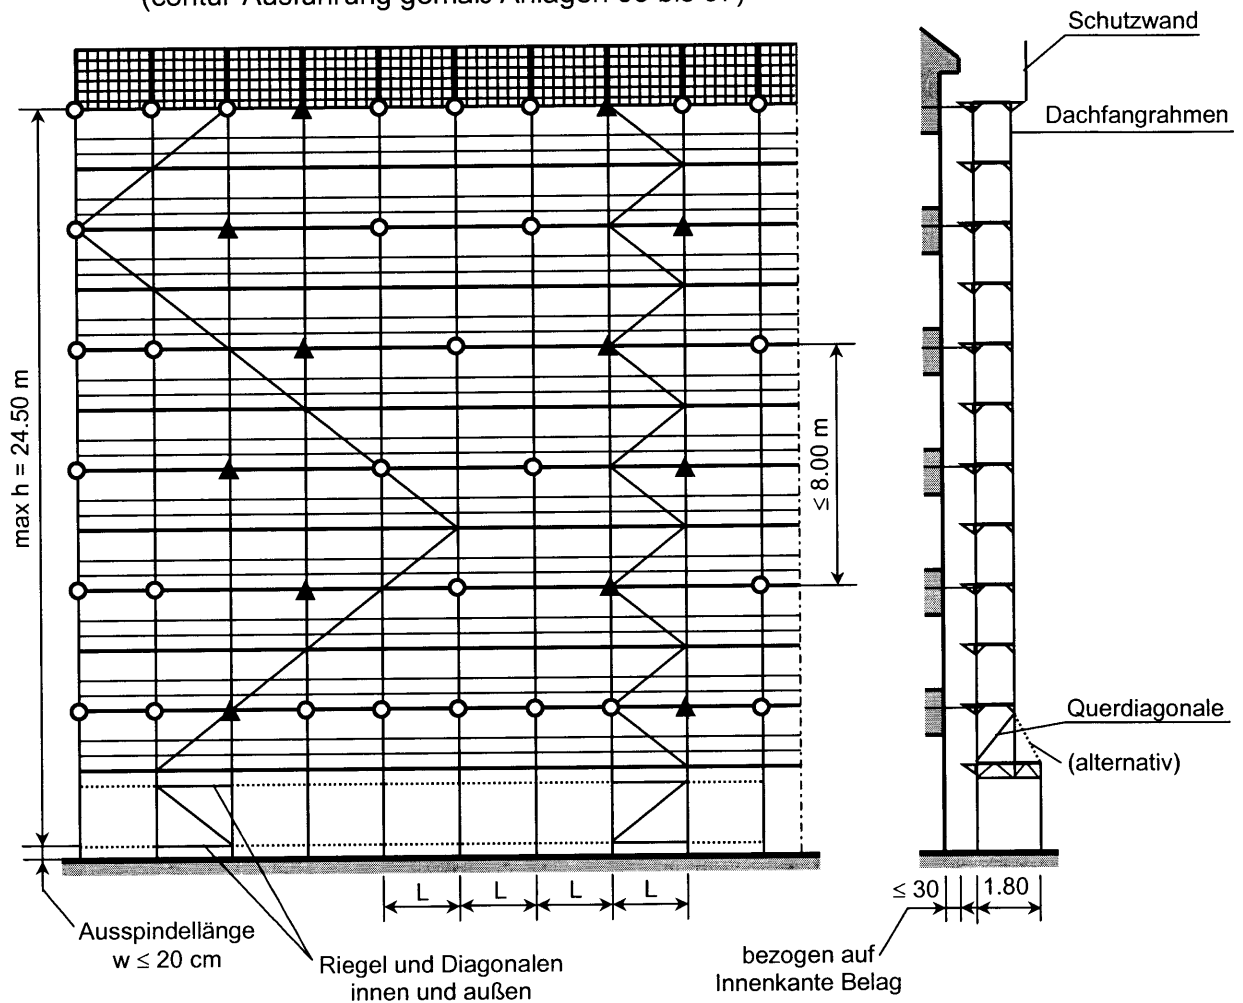 Schutzwand
Dachfangrahmen
max h = 24.50 m
≤ 8.00 m
Querdiagonale
(alternativ)
≤ 30
1.80
L
L
L
L
Ausspindellänge
w ≤ 20 cm
Riegel und Diagonalen
innen und außen
bezogen auf
Innenkante Belag